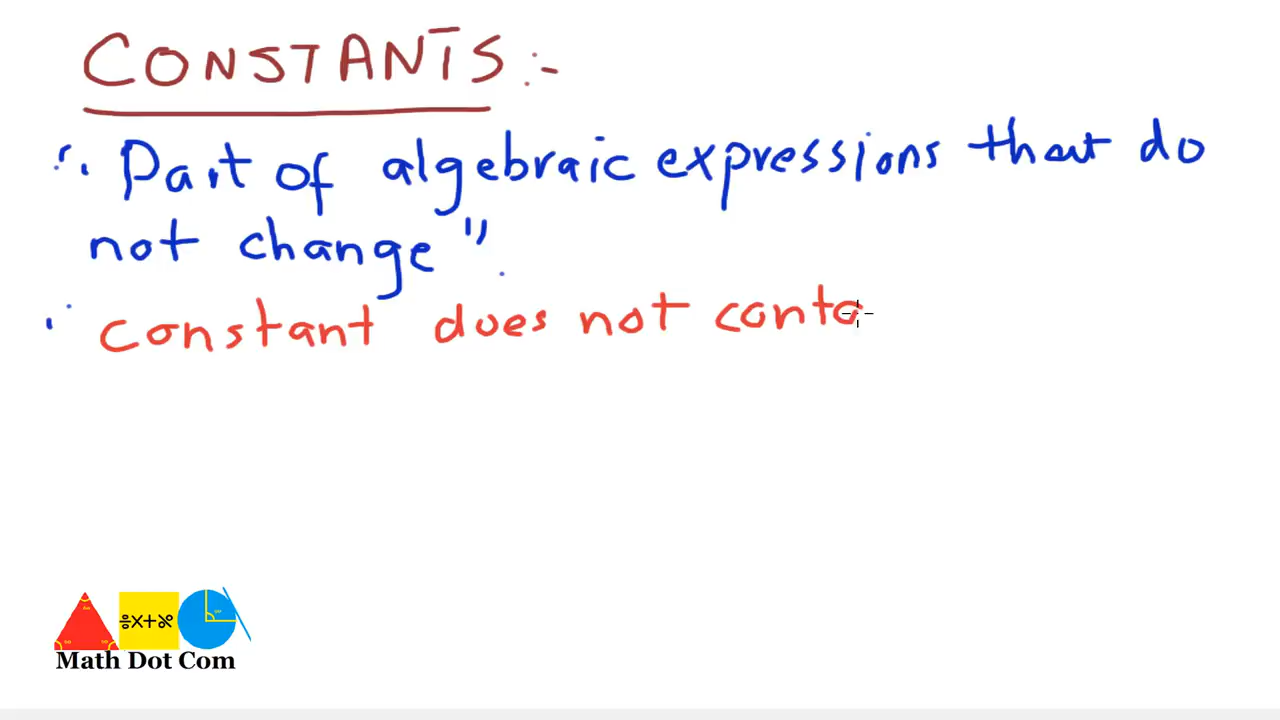 CONSTANTS :-
". Part of algebraic expressions that do
not change".
" constant does not conta
÷x+%
Math Dot Com